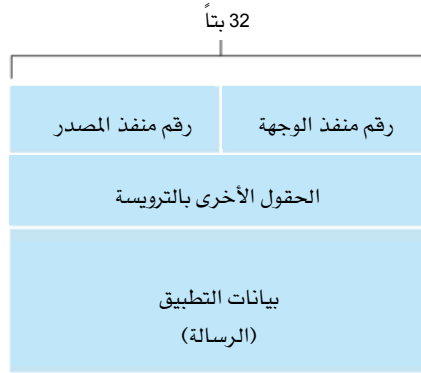 32 بتاً
رقم منفذ المصدر
رقم منفذ الوجهة
الحقول الأخرى بالترويسة
بيانات التطبيق
(الرسالة)